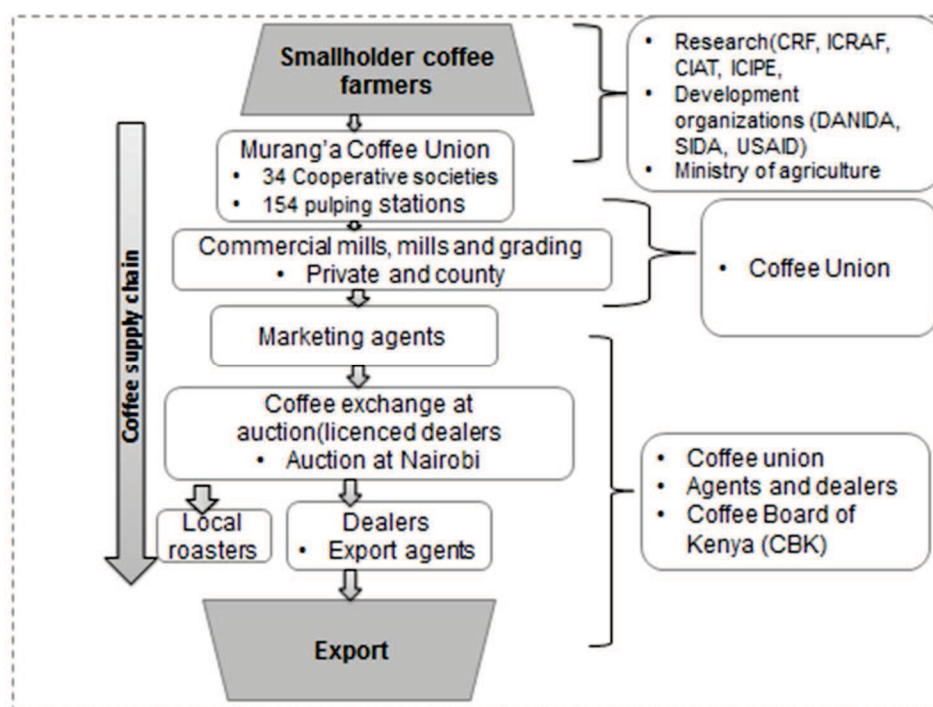 Smallholder coffee
farmers
Murang'a Coffee Union
• 34 Cooperative societies
• 154 pulping stations
Commercial mills, mills and grading
• Private and county
Marketing agents
Coffee exchange at
auction(licenced dealers
• Auction at Nairobi
Local
roasters
Dealers
• Export agents
Export
Coffee supply chain
• Research(CRF, ICRAF,
CIAT, ICIPE,
• Development
organizations (DANIDA,
SIDA, USAID)
• Ministry of agriculture
• Coffee Union
• Coffee union
• Agents and dealers
• Coffee Board of
Kenya (CBK)